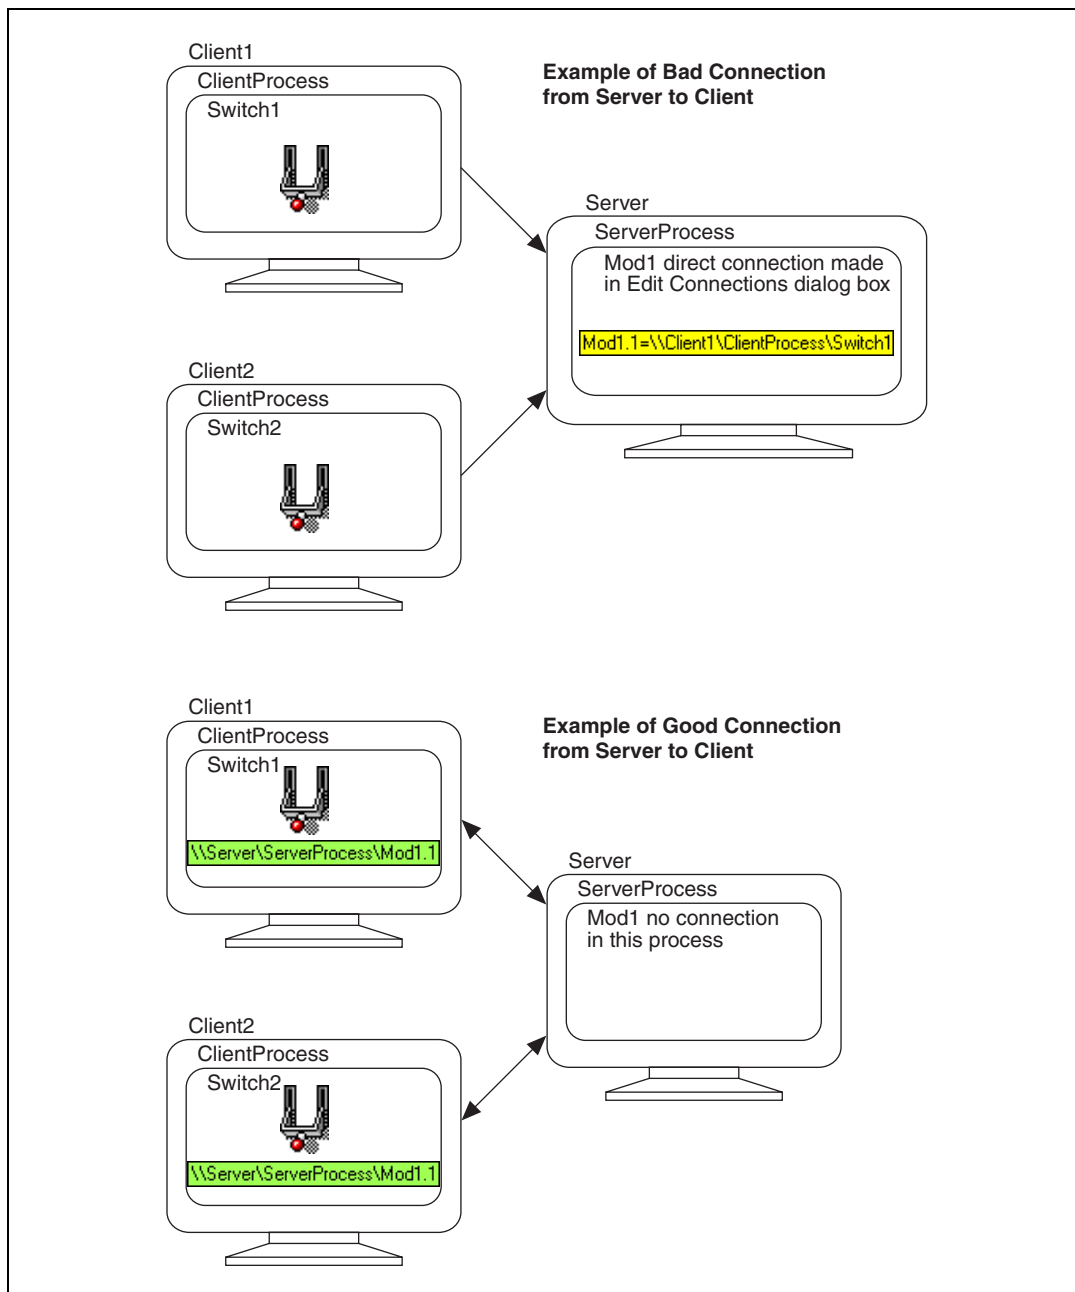 Client1
ClientProcess
Switch1
Example of Bad Connection
from Server to Client
Server
ServerProcess
Mod1 direct connection made
in Edit Connections dialog box
Mod1.1=\\Client1\ClientProcess\Switch1
Client2
ClientProcess
Switch2
Client1
ClientProcess
Switch1
\\Server\ServerProcess\Mod1.1
Example of Good Connection
from Server to Client
Server
ServerProcess
Mod1 no connection
in this process
Client2
ClientProcess
Switch2
\\Server\ServerProcess\Mod1.1